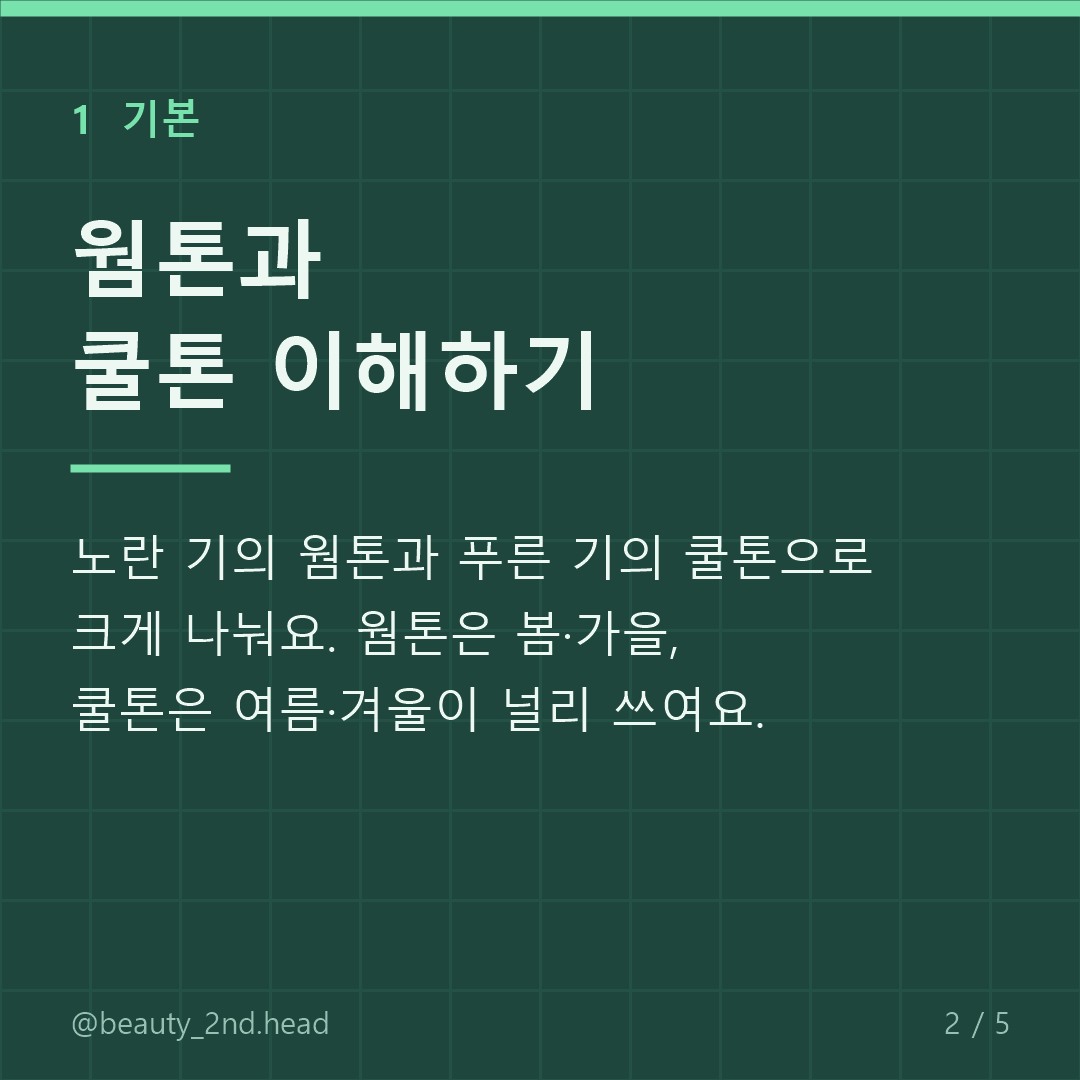 1 기본
웜톤과
쿨톤 이해하기
노란 기의 웜톤과 푸른 기의 쿨톤으로
크게 나눠요. 웜톤은 봄·가을,
쿨톤은 여름·겨울이 널리 쓰여요.
@beauty_2nd.head
2 / 5